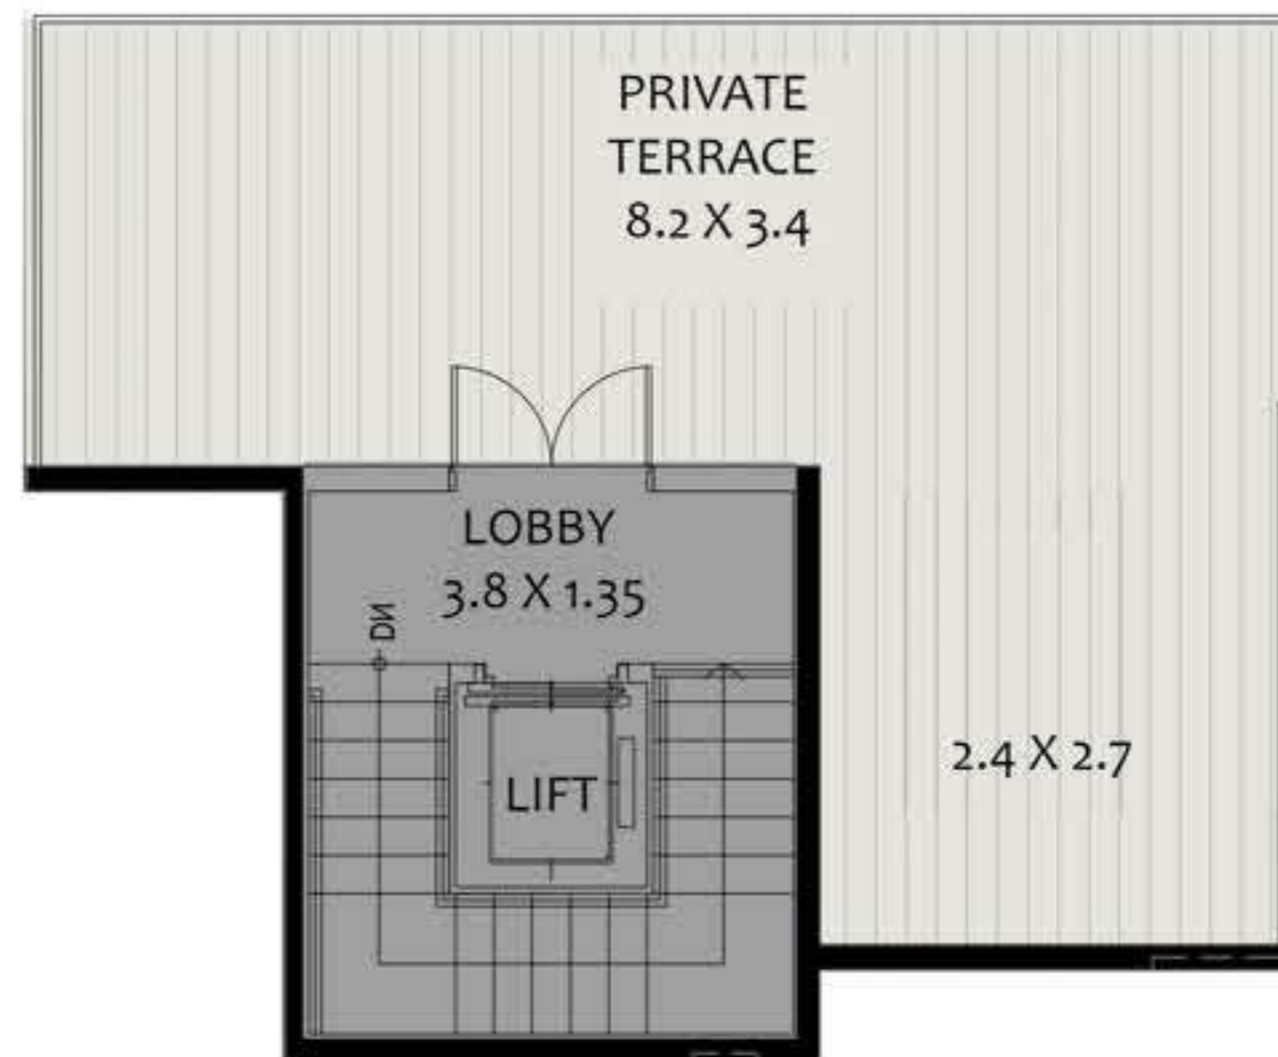 PRIVATE
TERRACE
8.2 X 3.4
LOBBY
3.8 X 1.35
DN
LIFT
2.4 X 2.7